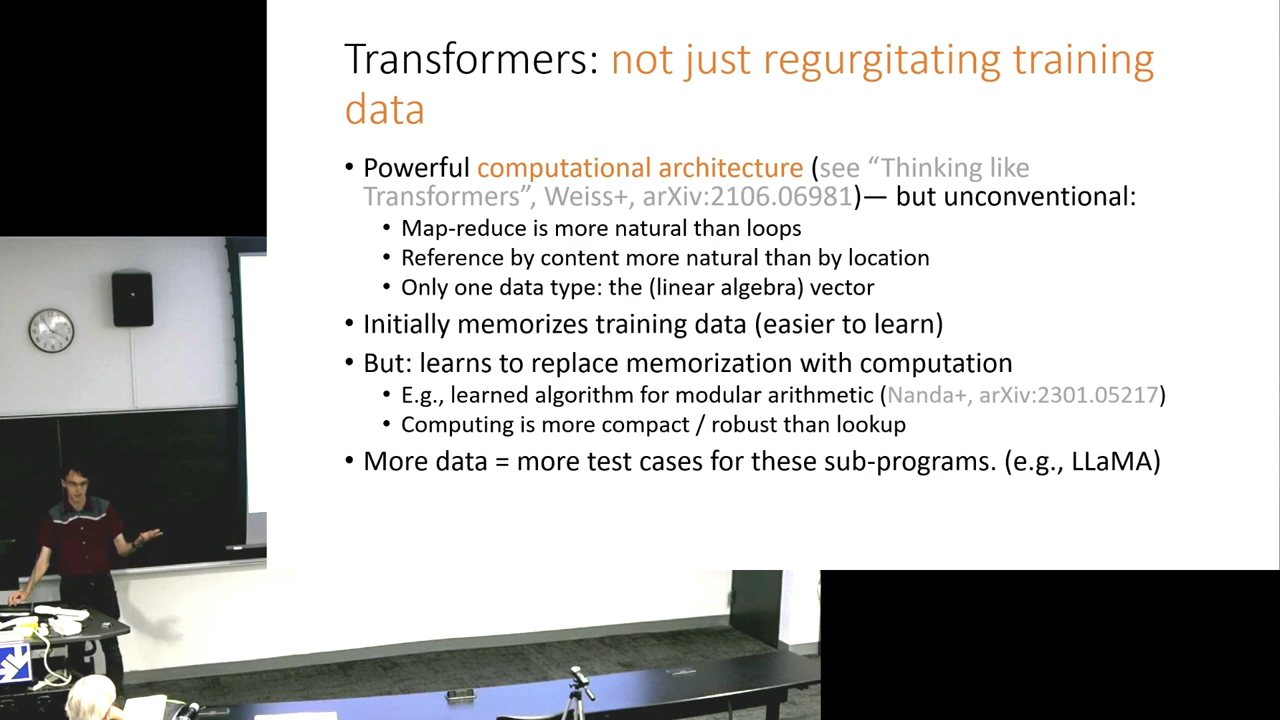 Transformers: not just regurgitating training
data
• Powerful computational architecture (see “Thinking like
Transformers”, Weiss+, arXiv:2106.06981)— but unconventional:
• Map-reduce is more natural than loops
• Reference by content more natural than by location
• Only one data type: the (linear algebra) vector
• Initially memorizes training data (easier to learn)
• But: learns to replace memorization with computation
• E.g., learned algorithm for modular arithmetic (Nanda+, arXiv:2301.05217)
• Computing is more compact / robust than lookup
• More data = more test cases for these sub-programs. (e.g., LLaMA)